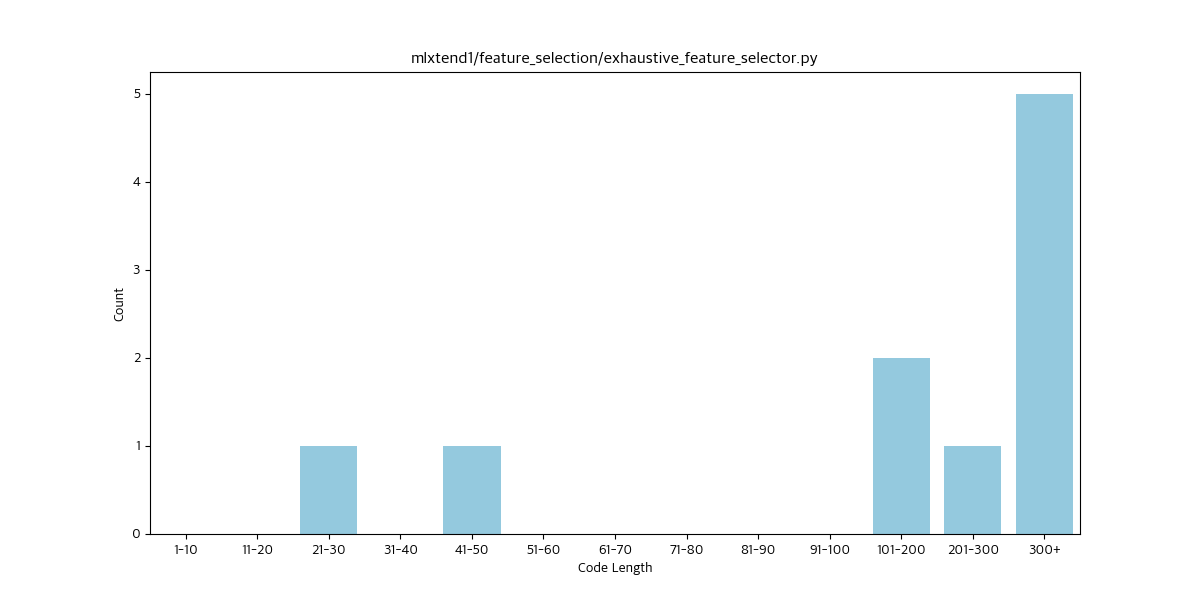 mlxtend1/feature_selection/exhaustive_feature_selector.py
5
4
3
2
1
0
Count
1-10 11-20 21-30 31-40 41-50 51-60 61-70 71-80 81-90 91-100 101-200 201-300 300+
Code Length